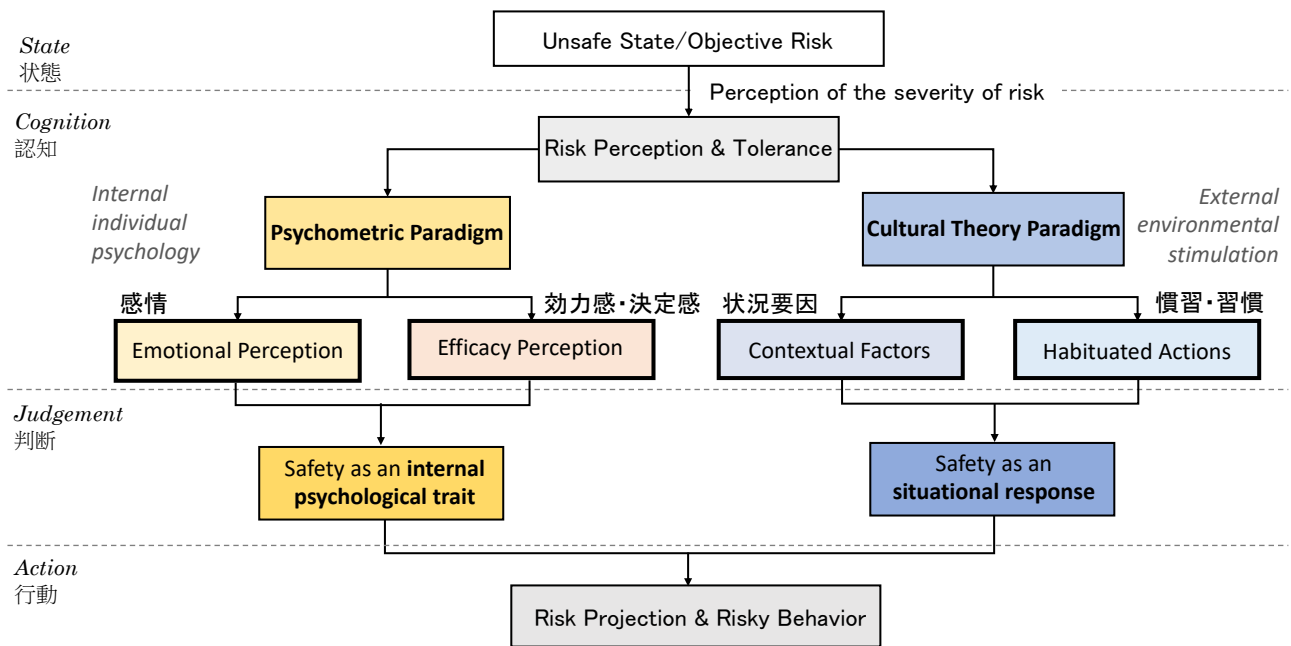 State
状態
Unsafe State/Objective Risk
Perception of the severity of risk
Cognition
認知
Risk Perception & Tolerance
Internal
individual
psychology
Psychometric Paradigm
Cultural Theory Paradigm
External
environmental
stimulation
感情
効力感・決定感
状況要因
慣習・習慣
Emotional Perception
Efficacy Perception
Contextual Factors
Habituated Actions
Judgement
判断
Safety as an internal
psychological trait
Safety as an
situational response
Action
行動
Risk Projection & Risky Behavior